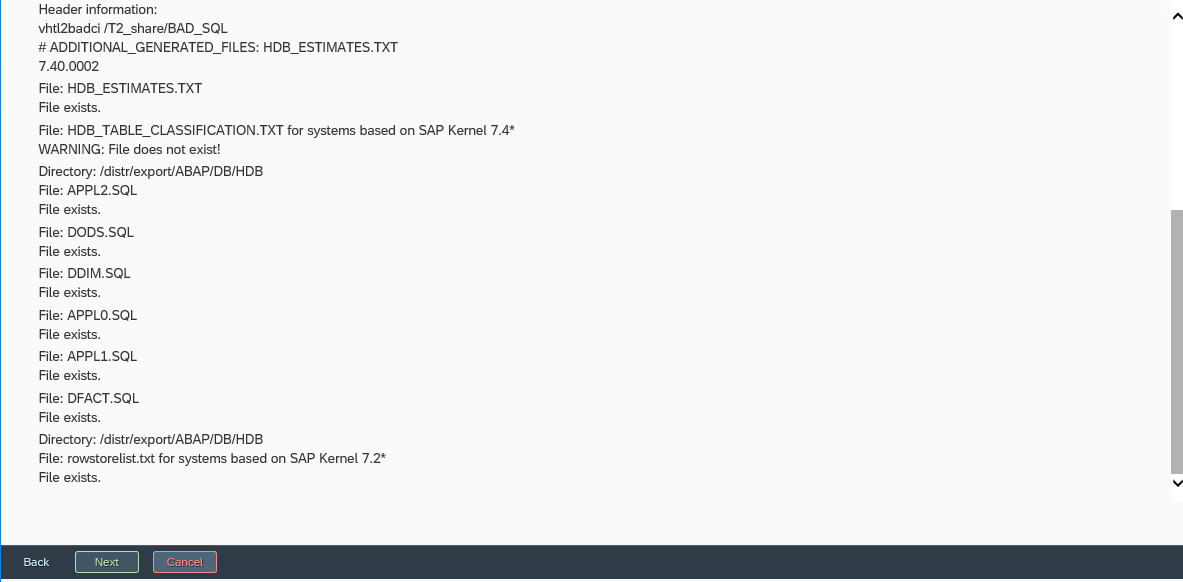 Header information:
vhtl2badci /T2_share/BAD_SQL
# ADDITIONAL_GENERATED_FILES: HDB_ESTIMATES.TXT
7.40.0002
File: HDB_ESTIMATES.TXT
File exists.
File: HDB_TABLE_CLASSIFICATION.TXT for systems based on SAP Kernel 7.4*
WARNING: File does not exist!
Directory: /distr/export/ABAP/DB/HDB
File: APPL2.SQL
File exists.
File: DODS.SQL
File exists.
File: DDIM.SQL
File exists.
File: APPL0.SQL
File exists.
File: APPL1.SQL
File exists.
File: DFACT.SQL
File exists.
Directory: /distr/export/ABAP/DB/HDB
File: rowstorelist.txt for systems based on SAP Kernel 7.2*
File exists.
Back Next Cancel